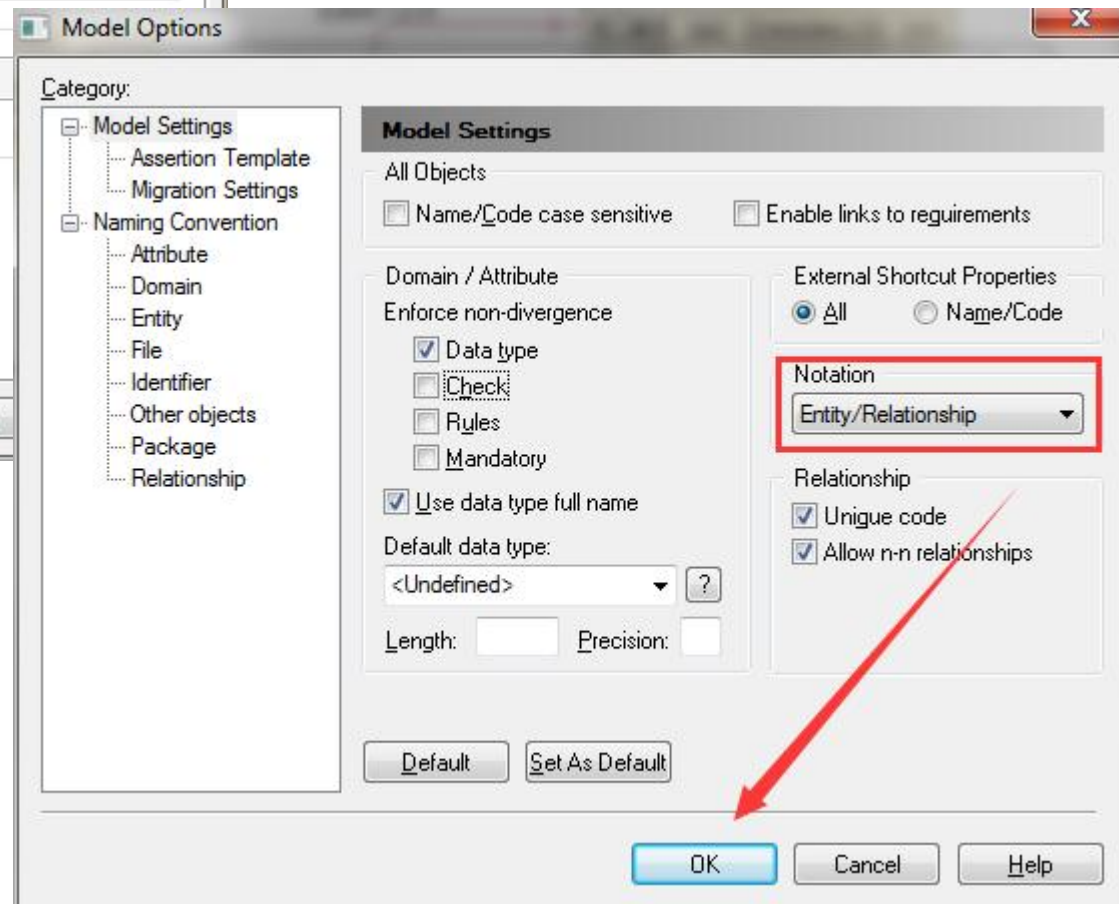 Model Options
Category:
Model Settings
Assertion Template
Migration Settings
Naming Convention
Attribute
Domain
Entity
File
Identifier
Other objects
Package
Relationship
Model Settings
All Objects
Name/Code case sensitive
Enable links to requirements
Domain / Attribute
Enforce non-divergence
Data type
Check
Rules
Mandatory
Use data type full name
Default data type:
<Undefined>
?
Length:
Precision:
External Shortcut Properties
All
Name/Code
Notation
Entity/Relationship
Relationship
Unique code
Allow n-n relationships
Default
Set As Default
OK
Cancel
Help